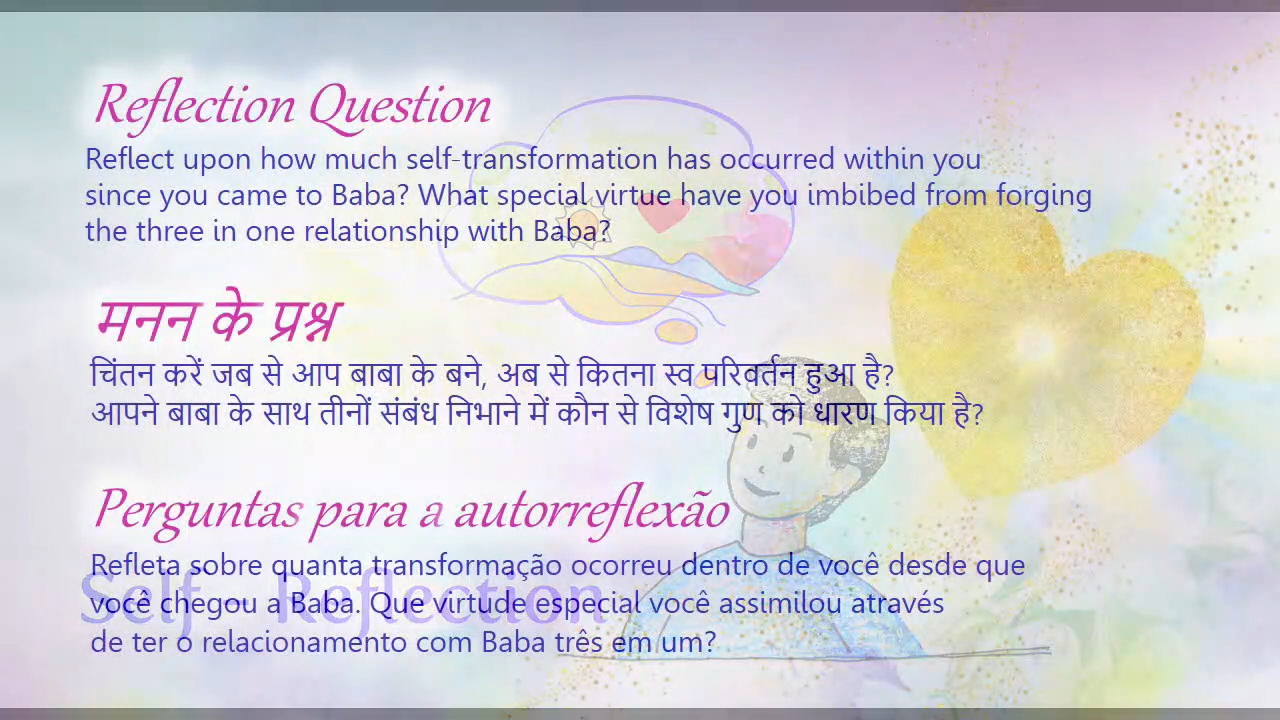 Reflection Question
Reflect upon how much self-transformation has occurred within you
since you came to Baba? What special virtue have you imbibed from forging
the three in one relationship with Baba?
मनन के प्रश्न
चिंतन करें जब से आप बाबा के बने, अब से कितना स्व परिवर्तन हुआ है?
आपने बाबा के साथ तीनों संबंध निभाने में कौन से विशेष गुण को धारण किया है?
Perguntas para a autorreflexão
Refleta sobre quanta transformação ocorreu dentro de você desde que
Self - Reflection
você chegou a Baba. Que virtude especial você assimilou através
de ter o relacionamento com Baba três em um?